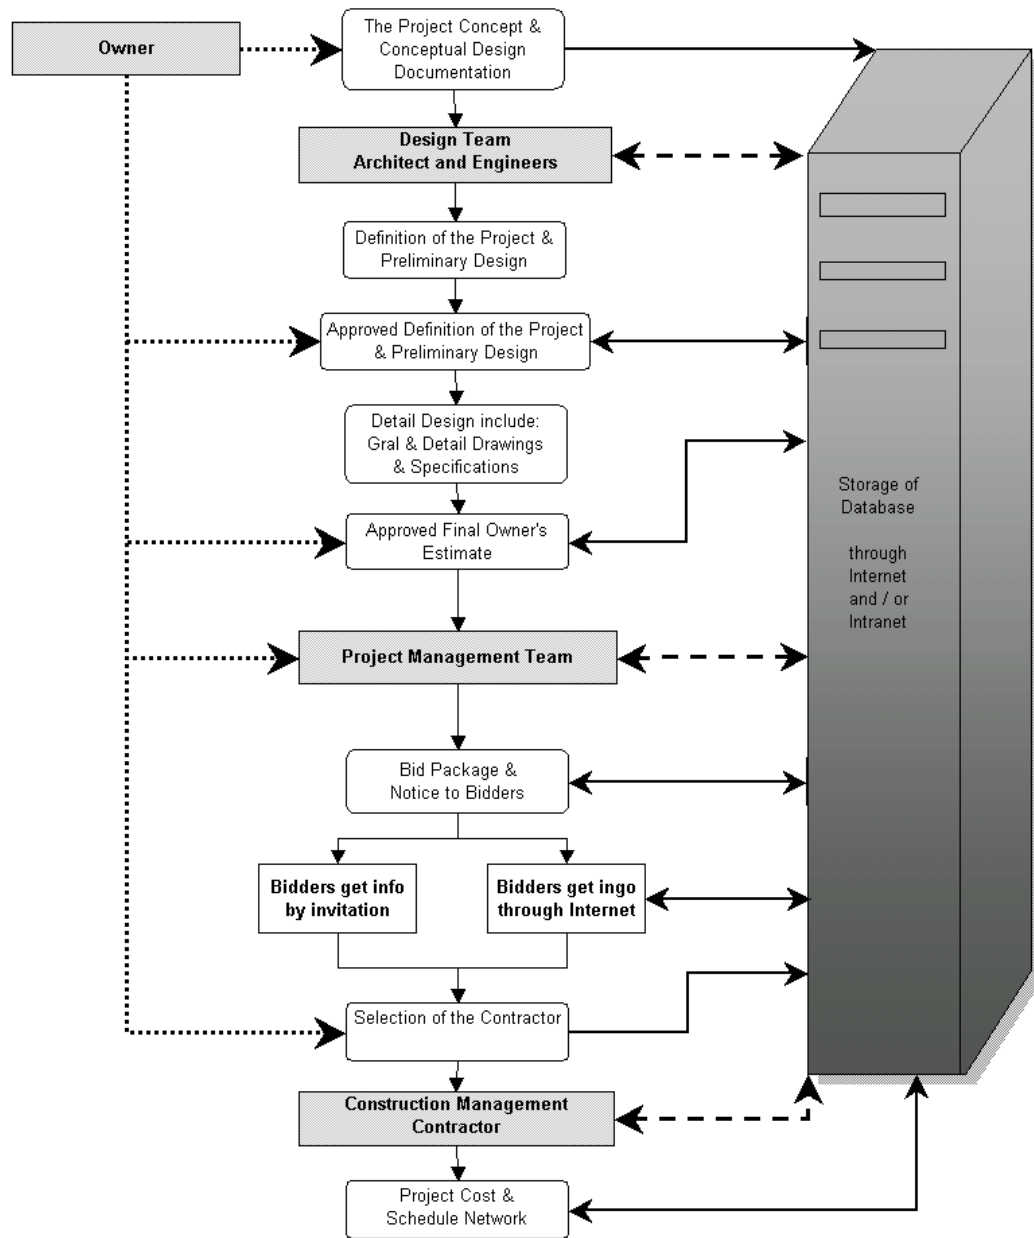 Owner
The Project Concept &
Conceptual Design
Documentation
Design Team
Architect and Engineers
Definition of the Project &
Preliminary Design
Approved Definition of the Project
& Preliminary Design
Detail Design include:
Gral & Detail Drawings
& Specifications
Approved Final Owner's
Estimate
Storage of
Database
through
Internet
and / or
Intranet
Project Management Team
Bid Package &
Notice to Bidders
Bidders get info
by invitation
Bidders get ingo
through Internet
Selection of the Contractor
Construction Management
Contractor
Project Cost &
Schedule Network